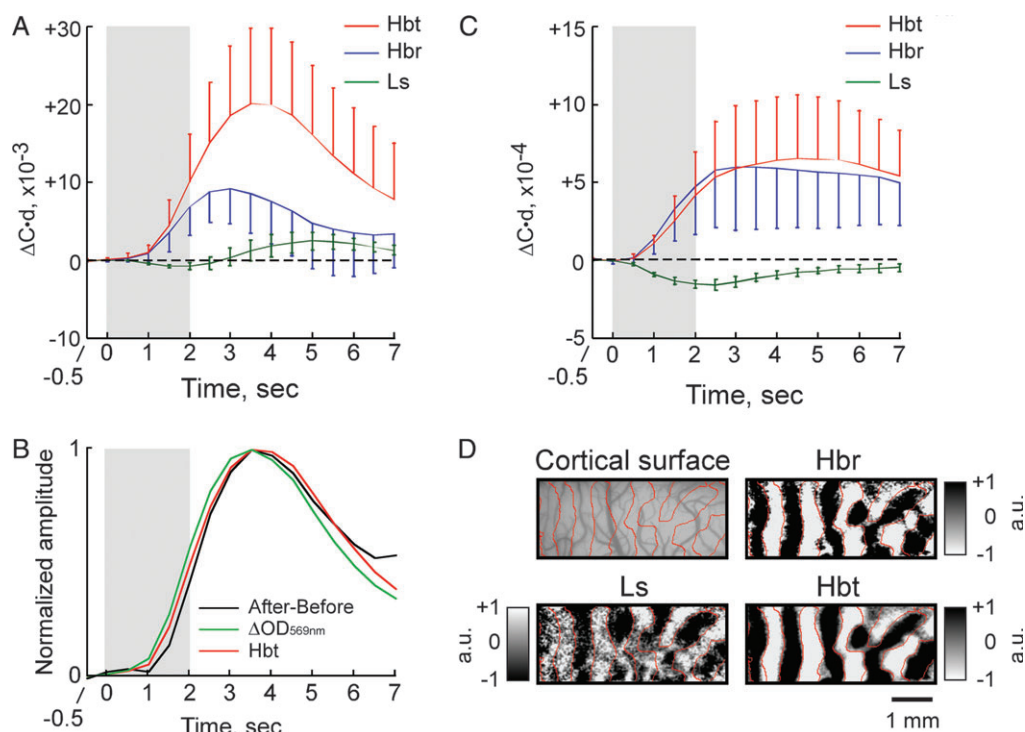 A
+30
+20
+10
0
-10
ΔC•d, x10-3
Hbt
Hbr
Ls
/ 0 1 2 3 4 5 6 7
-0.5
Time, sec
C
+15
+10
+5
0
-5
ΔC•d, x10-4
Hbt
Hbr
Ls
/ 0 1 2 3 4 5 6 7
-0.5
Time, sec
B
1
0
Normalized amplitude
After-Before
ΔOD569nm
Hbt
/ 0 1 2 3 4 5 6 7
-0.5
Time, sec
D
Cortical surface
Hbr
+1
0
-1
a.u.
Ls
+1
0
-1
a.u.
Hbt
+1
0
-1
a.u.
1 mm